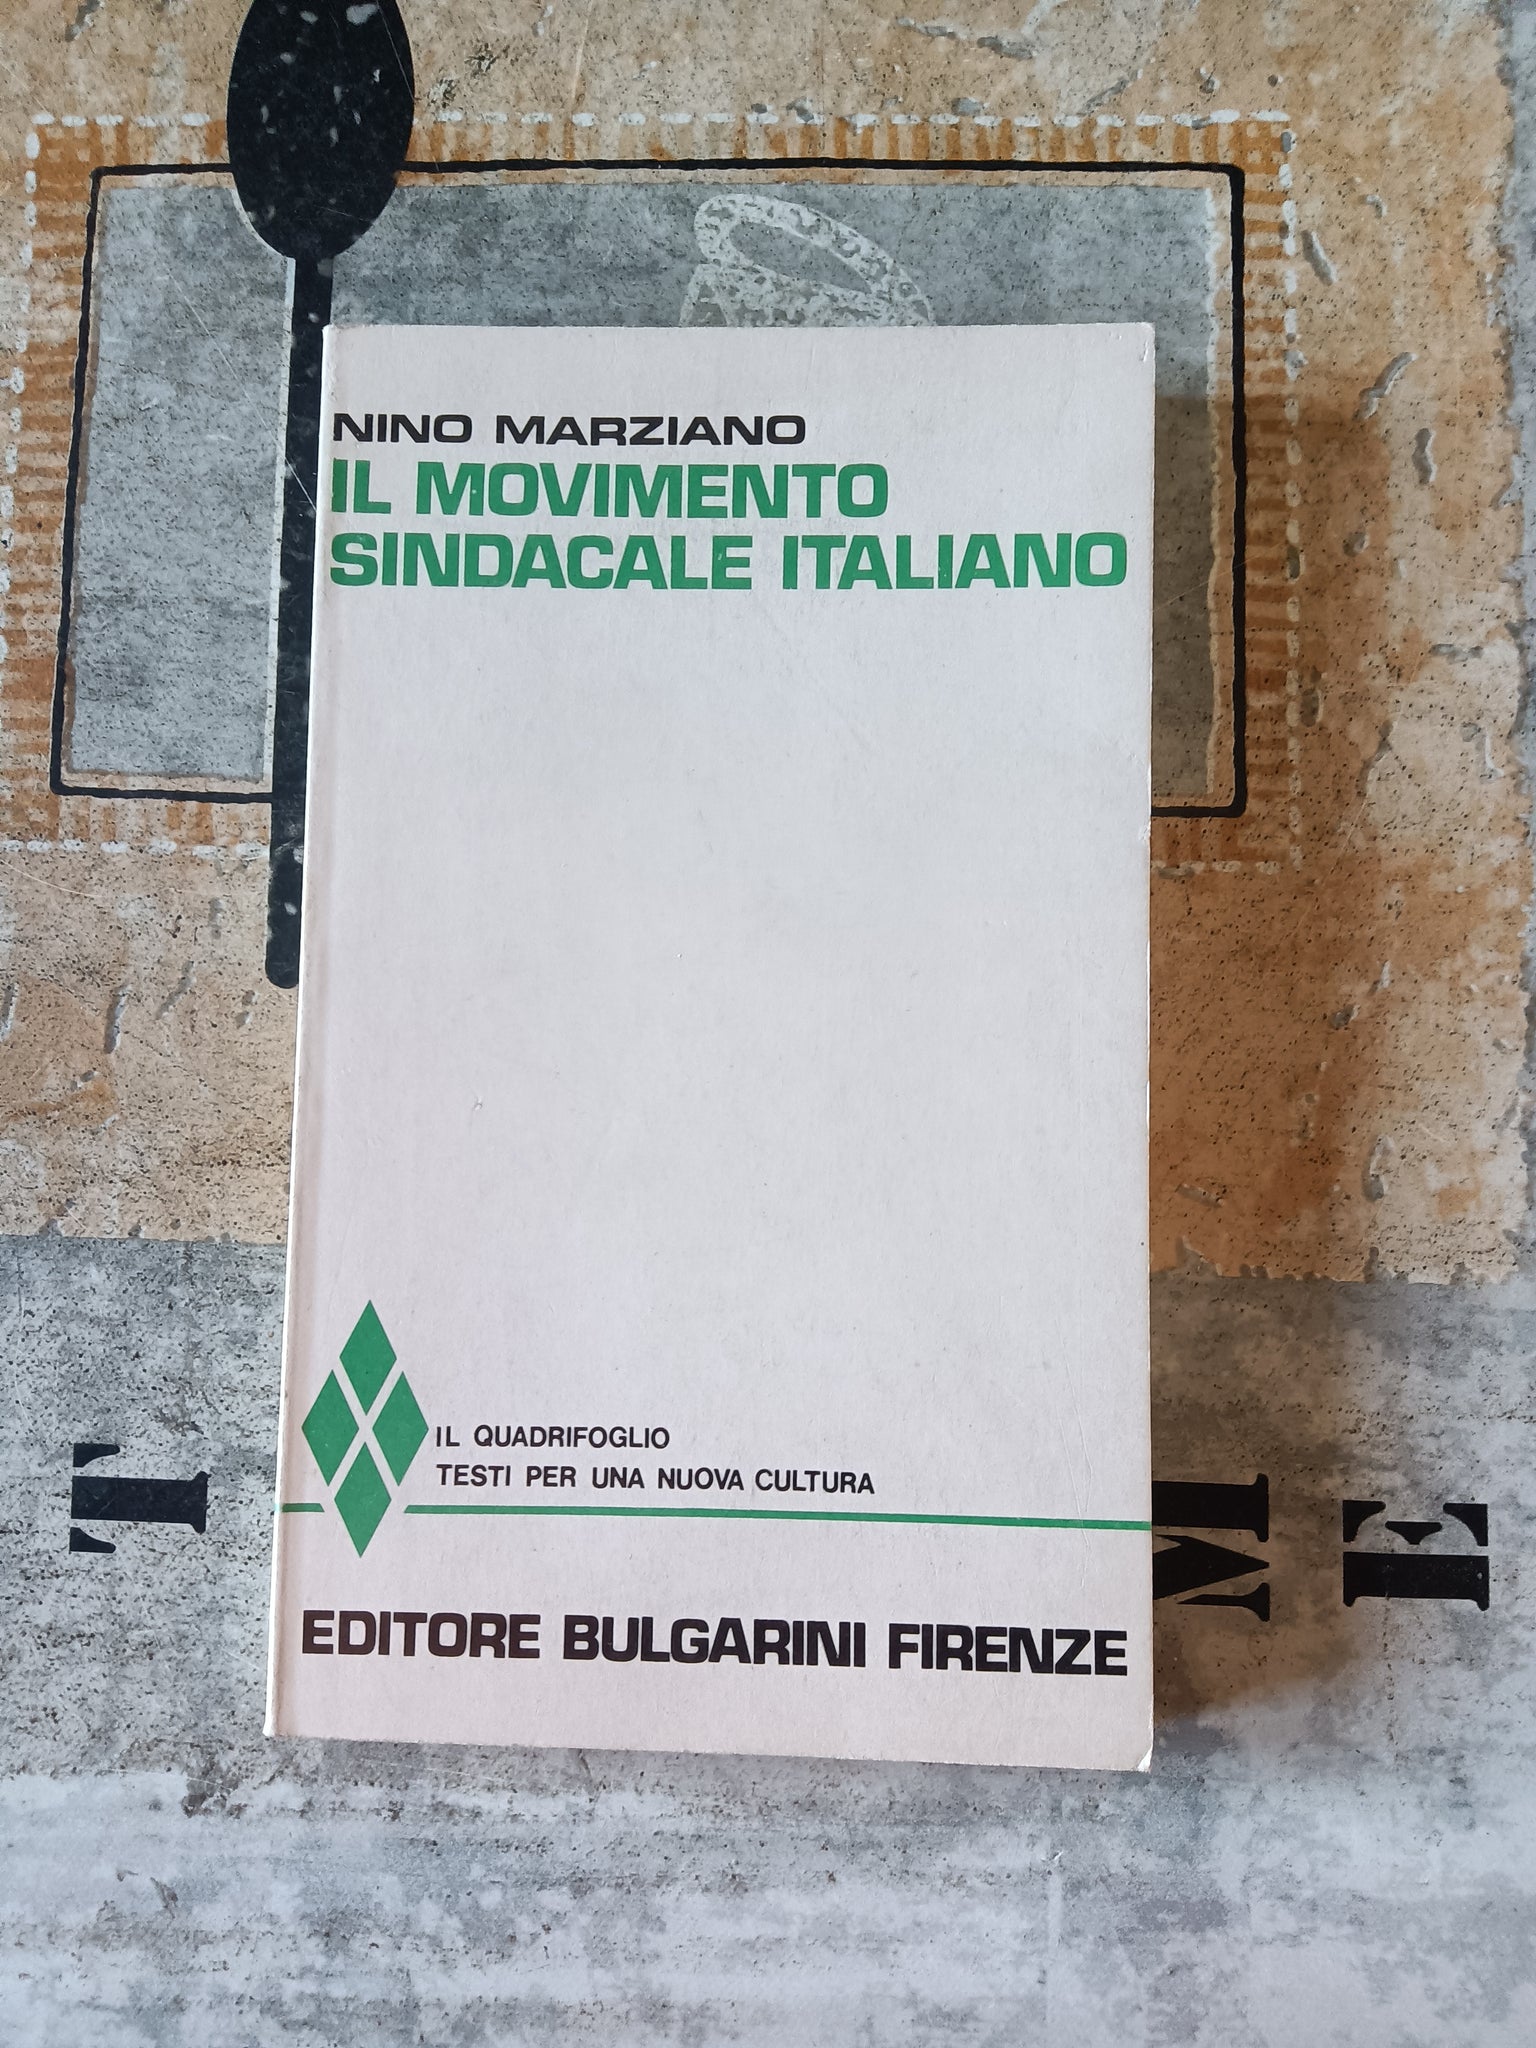 NINO MARZIANO
IL MOVIMENTO
SINDACALE ITALIANO
IL QUADRIFOGLIO
TESTI PER UNA NUOVA CULTURA
EDITORE BULGARINI FIRENZE
T
M
E